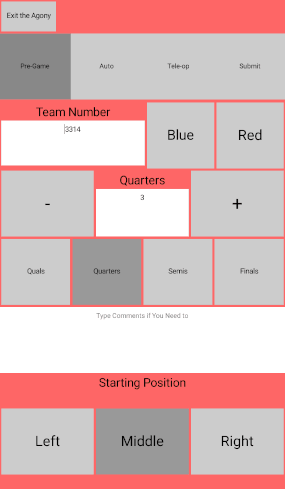 Exit the Agony
Pre-Game Auto Tele-op Submit
Team Number
3314
Blue Red
Quarters
- 3 +
Quals Quarters Semis Finals
Type Comments if You Need to
Starting Position
Left Middle Right